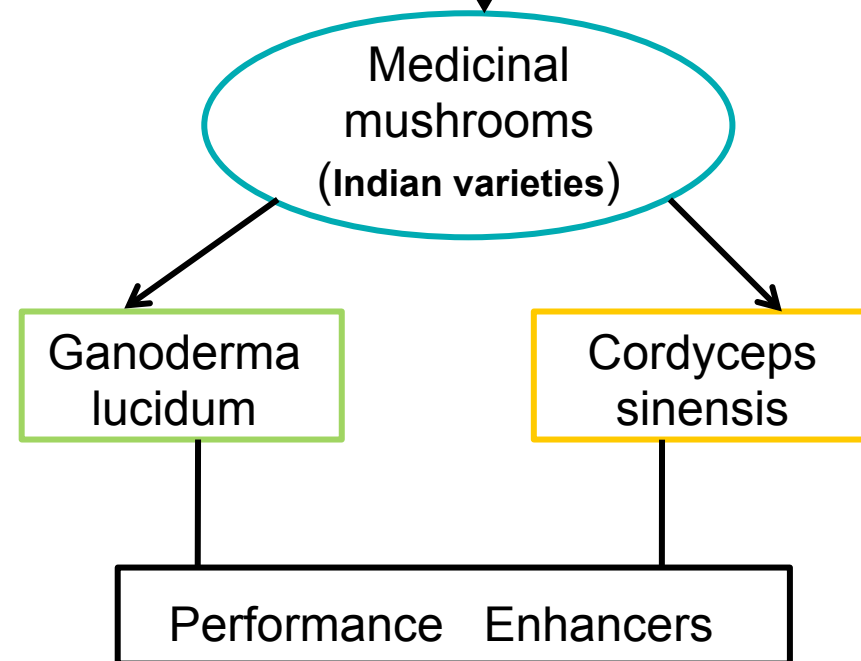 Medicinal
mushrooms
(Indian varieties)
Ganoderma
lucidum
Cordyceps
sinensis
Performance Enhancers